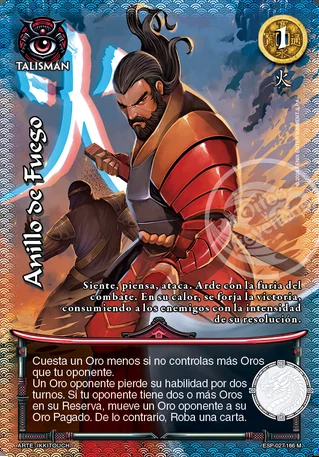 TALISMAN
1
火
Anillo de Fuego
Siente, piensa, ataca. Arde con la furia del
combate. En su calor, se forja la victoria,
consumiendo a los enemigos con la intensidad
de su resolución.
Cuesta un Oro menos si no controlas más Oros
que tu oponente.
Un Oro oponente pierde su habilidad por dos
turnos. Si tu oponente tiene dos o más Oros
en su Reserva, mueve un Oro oponente a su
Oro Pagado. De lo contrario, Roba una carta.
ARTE: IKKITOUCH
ESP-027-166 M